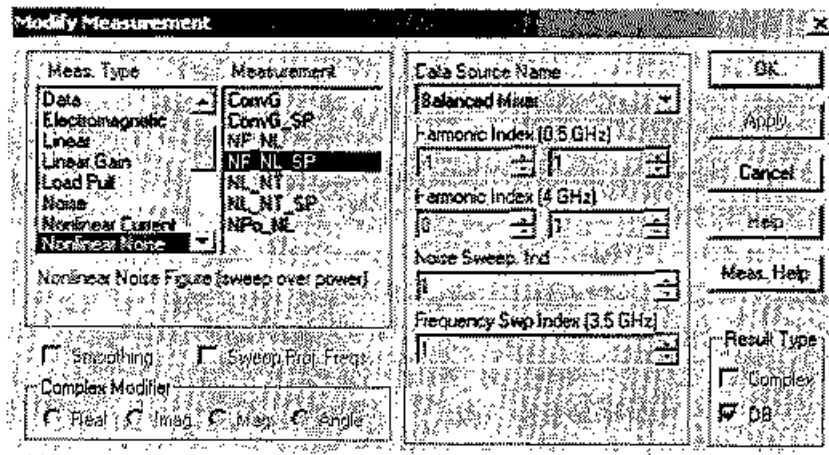 Modify Measurement
Meas. Type
Data
Electromagnetic
Linear
Linear Gain
Load Pull
Noise
Nonlinear Current
Nonlinear Noise
Measurement
ConvG
ConvG_SP
NF_NL
NF_NL_SP
NL_NT
NL_NT_SP
NPo_NL
Nonlinear Noise Figure (sweep over power)
Smoothing
Sweep Proj. Freqs
Complex Modifier
Real
Imag.
Mag.
Angle
Data Source Name
Balanced Mixer
Harmonic Index (0.5 GHz)
-1 1
Harmonic Index (4 GHz)
0 1
Noise Sweep. Ind
1
Frequency Swp Index (3.5 GHz)
1
OK
Apply
Cancel
Help
Meas. Help
Result Type
Complex
DB